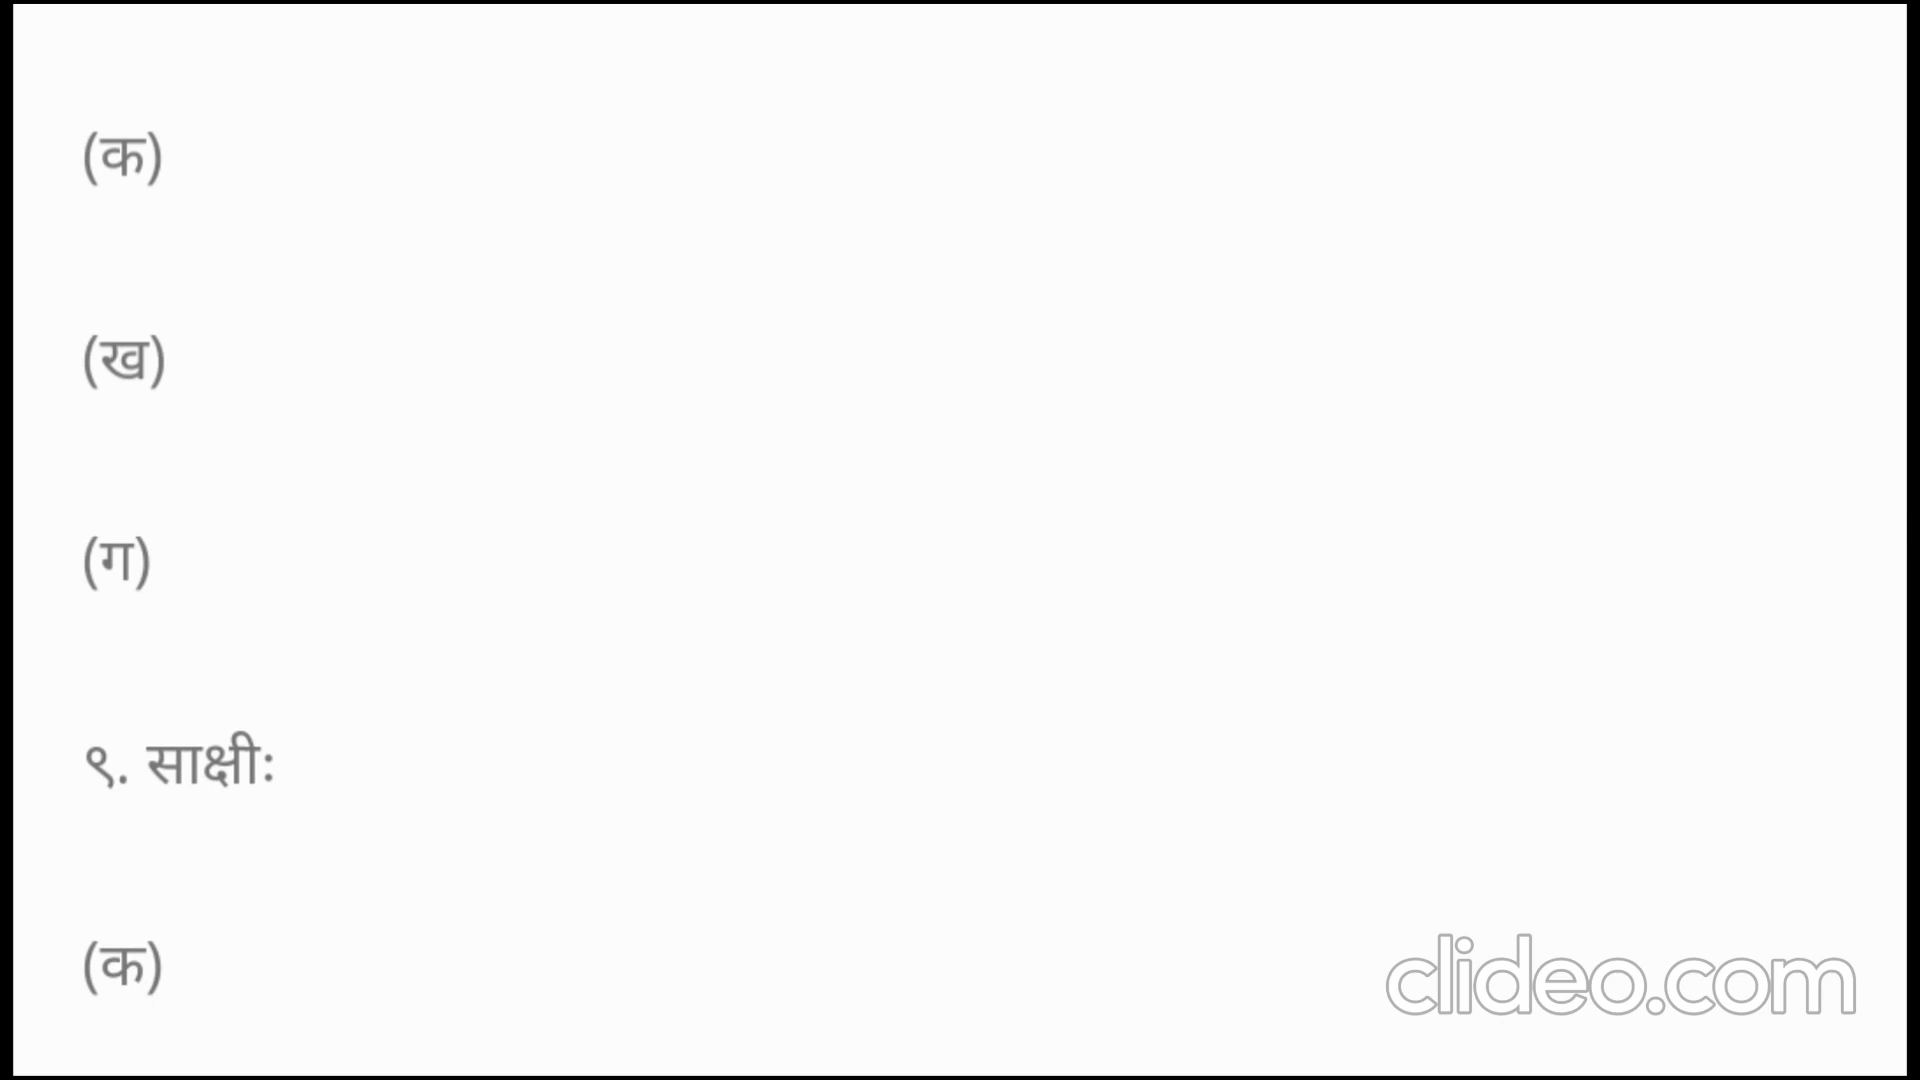 (क)
(ख)
(ग)
९. साक्षीः
(क)
clideo.com